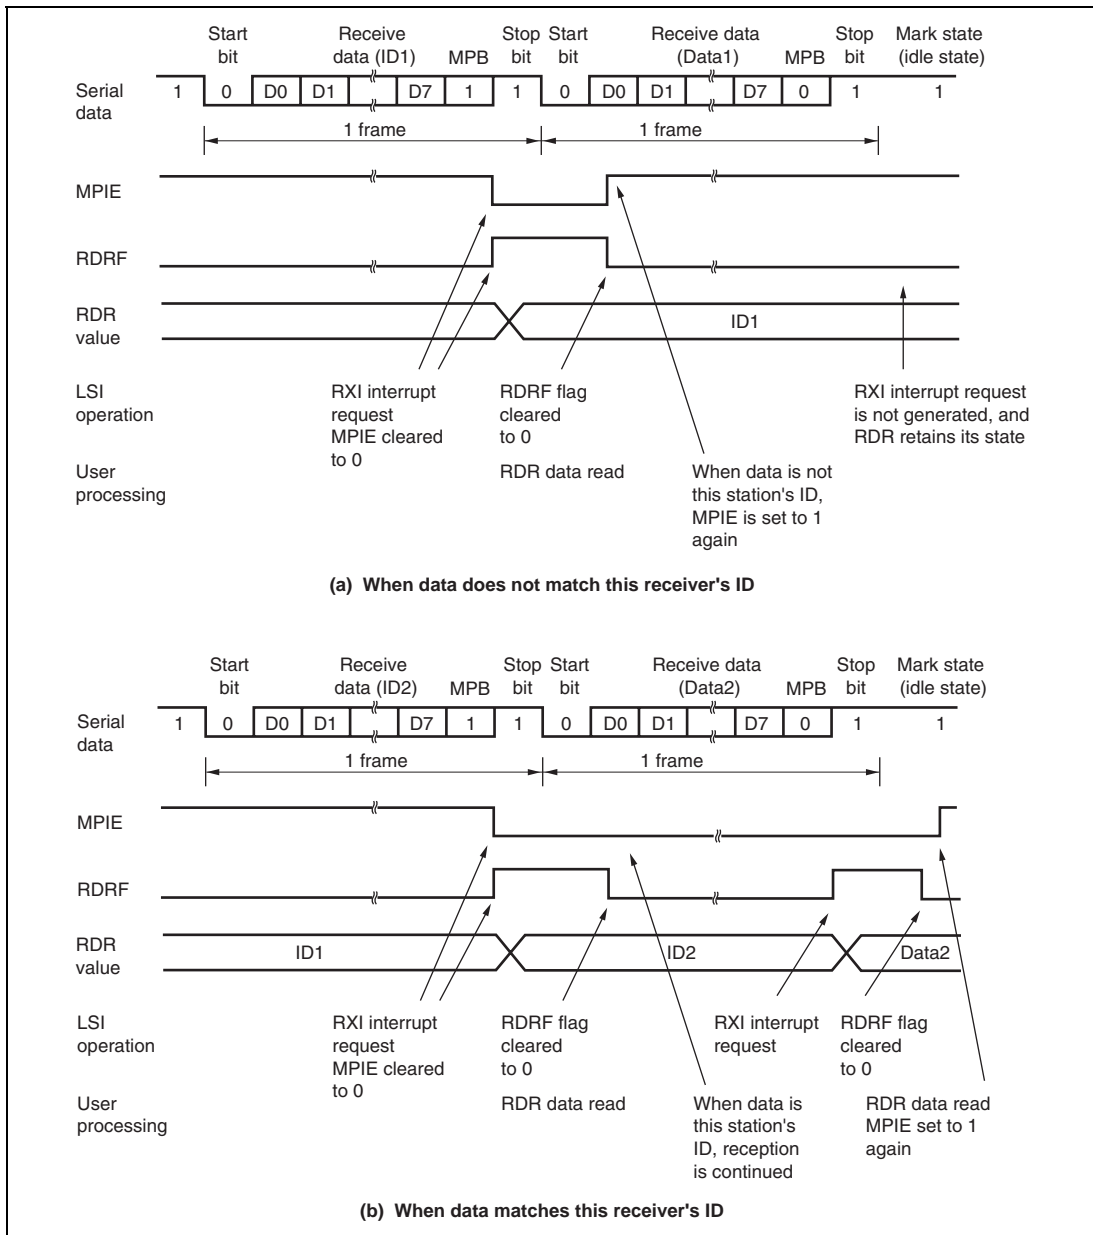 Start bit Receive data (ID1) MPB Stop bit Start bit Receive data (Data1) MPB Stop bit Mark state (idle state)
Serial data 1 0 D0 D1 D7 1 1 0 D0 D1 D7 0 1 1
1 frame 1 frame
MPIE
RDRF
RDR value ID1
LSI operation
RXI interrupt request MPIE cleared to 0
RDRF flag cleared to 0
RXI interrupt request is not generated, and RDR retains its state
User processing
RDR data read
When data is not this station's ID, MPIE is set to 1 again
(a) When data does not match this receiver's ID
Start bit Receive data (ID2) MPB Stop bit Start bit Receive data (Data2) MPB Stop bit Mark state (idle state)
Serial data 1 0 D0 D1 D7 1 1 0 D0 D1 D7 0 1 1
1 frame 1 frame
MPIE
RDRF
RDR value ID1 ID2 Data2
LSI operation
RXI interrupt request MPIE cleared to 0
RDRF flag cleared to 0
RXI interrupt request
RDRF flag cleared to 0
User processing
RDR data read
When data is this station's ID, reception is continued
RDR data read MPIE set to 1 again
(b) When data matches this receiver's ID